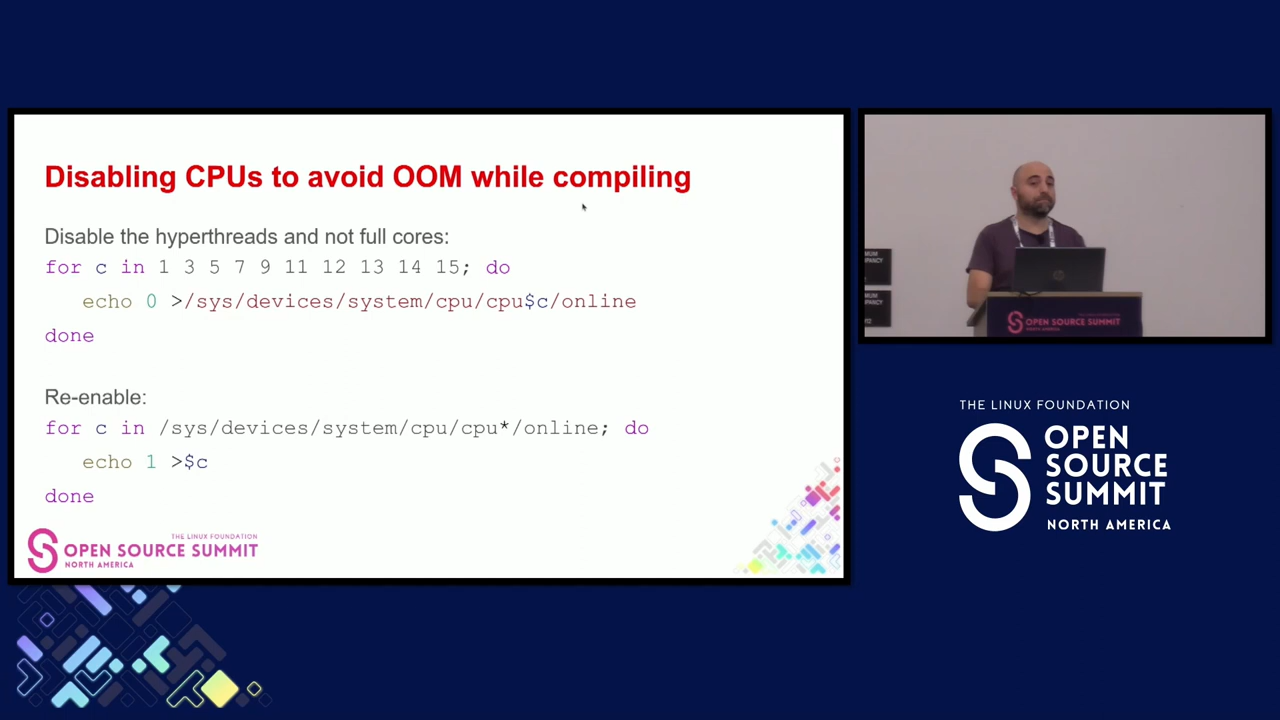 Disabling CPUs to avoid OOM while compiling
Disable the hyperthreads and not full cores:
for c in 1 3 5 7 9 11 12 13 14 15; do
echo 0 >/sys/devices/system/cpu/cpu$c/online
done
Re-enable:
for c in /sys/devices/system/cpu/cpu*/online; do
echo 1 >$c
done
THE LINUX FOUNDATION
OPEN SOURCE SUMMIT
NORTH AMERICA
OPEN SOURCE SUMMIT
THE LINUX FOUNDATION
OPEN
SOURCE
SUMMIT
NORTH AMERICA